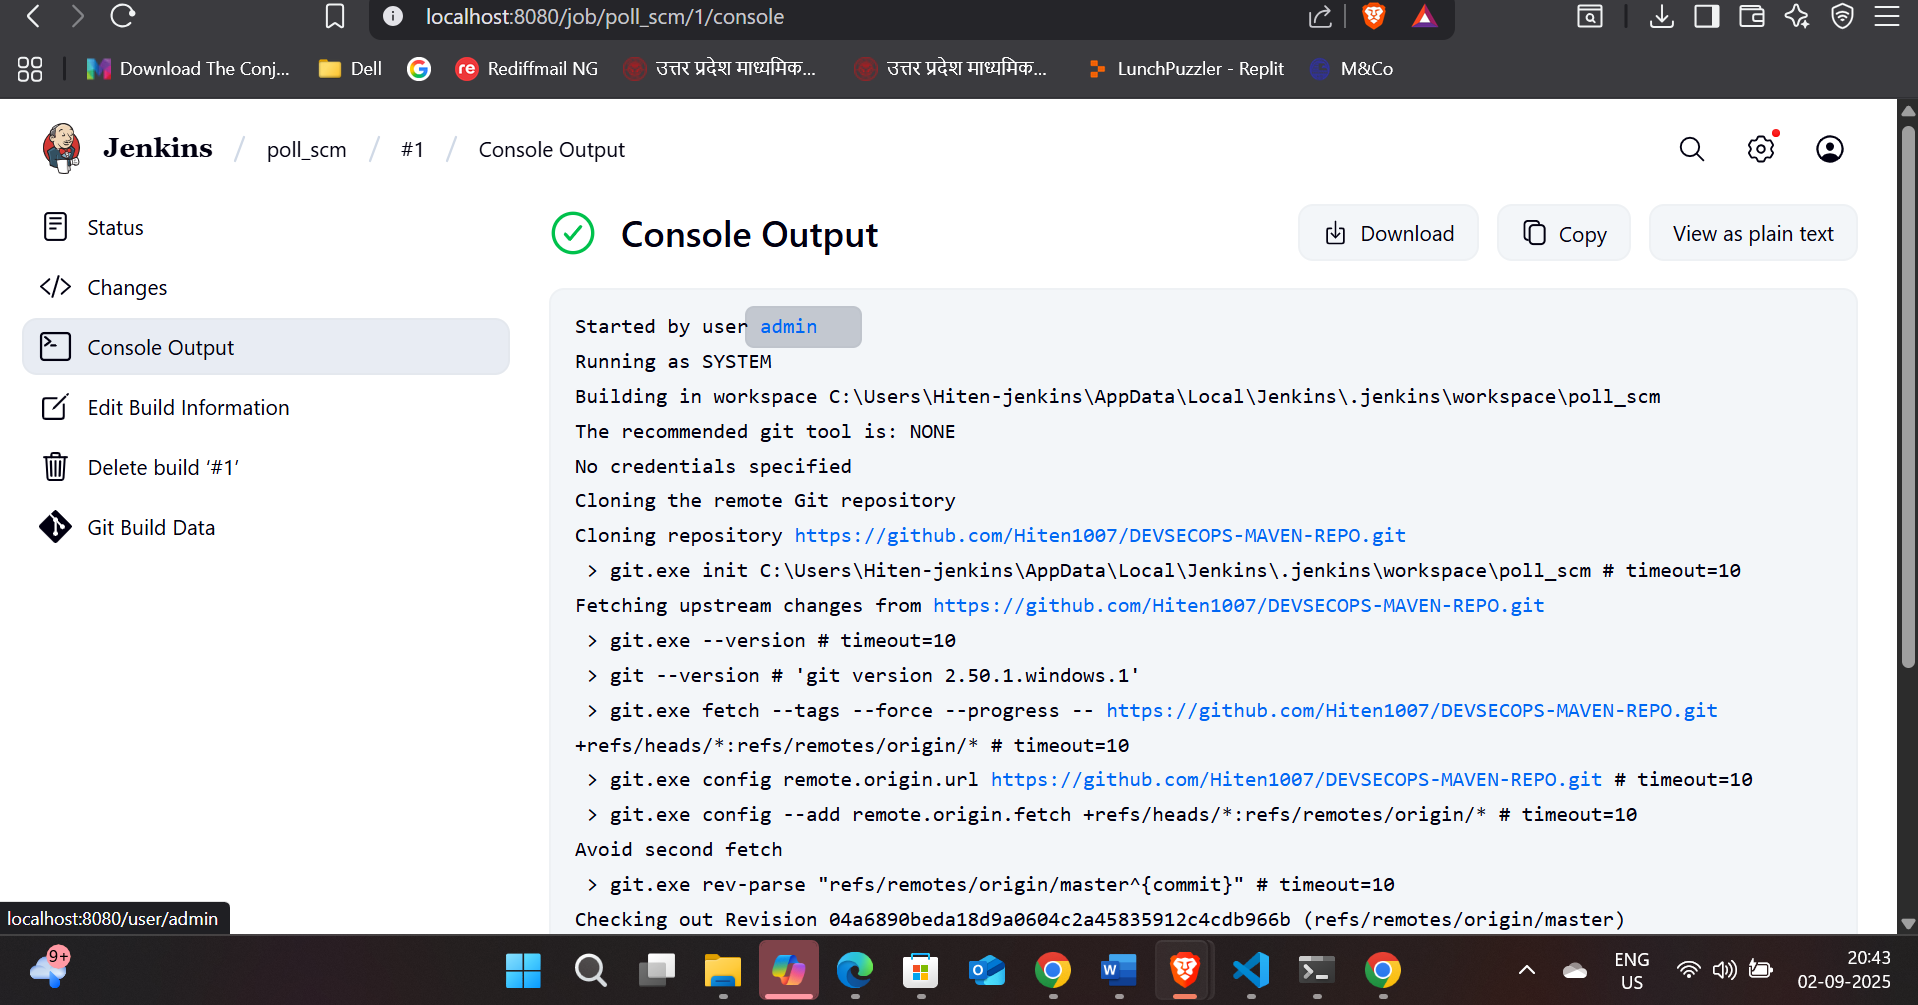 localhost:8080/job/poll_scm/1/console
Download The Conj...
Dell
Rediffmail NG
उत्तर प्रदेश माध्यमिक...
उत्तर प्रदेश माध्यमिक...
LunchPuzzler - Replit
M&Co
Jenkins / poll_scm / #1 / Console Output
Status
Changes
Console Output
Edit Build Information
Delete build ‘#1’
Git Build Data
Console Output
Download
Copy
View as plain text
Started by user admin
Running as SYSTEM
Building in workspace C:\Users\Hiten-jenkins\AppData\Local\Jenkins\.jenkins\workspace\poll_scm
The recommended git tool is: NONE
No credentials specified
Cloning the remote Git repository
Cloning repository https://github.com/Hiten1007/DEVSECOPS-MAVEN-REPO.git
> git.exe init C:\Users\Hiten-jenkins\AppData\Local\Jenkins\.jenkins\workspace\poll_scm # timeout=10
Fetching upstream changes from https://github.com/Hiten1007/DEVSECOPS-MAVEN-REPO.git
> git.exe --version # timeout=10
> git --version # 'git version 2.50.1.windows.1'
> git.exe fetch --tags --force --progress -- https://github.com/Hiten1007/DEVSECOPS-MAVEN-REPO.git
+refs/heads/*:refs/remotes/origin/* # timeout=10
> git.exe config remote.origin.url https://github.com/Hiten1007/DEVSECOPS-MAVEN-REPO.git # timeout=10
> git.exe config --add remote.origin.fetch +refs/heads/*:refs/remotes/origin/* # timeout=10
Avoid second fetch
> git.exe rev-parse "refs/remotes/origin/master^{commit}" # timeout=10
Checking out Revision 04a6890beda18d9a0604c2a45835912c4cdb966b (refs/remotes/origin/master)
localhost:8080/user/admin
9+
ENG
US
20:43
02-09-2025